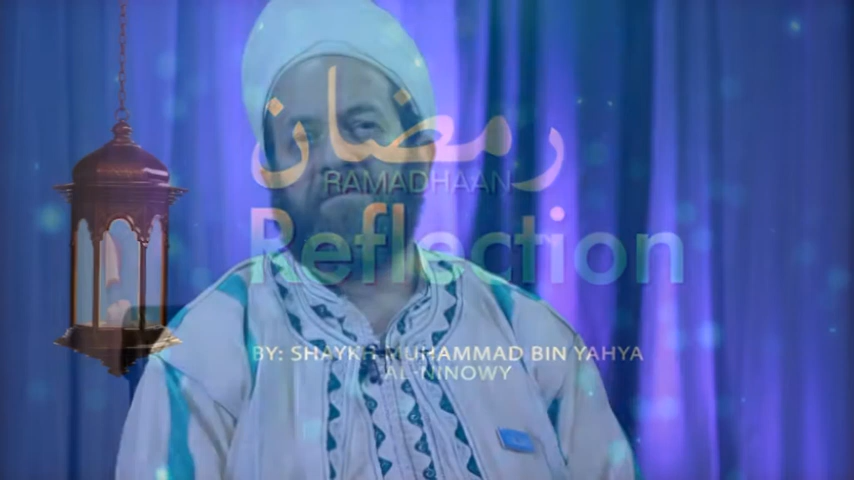 رمضان
RAMADHAAN
Reflection
BY: SHAYKH MUHAMMAD BIN YAHYA
AL-NINOWY